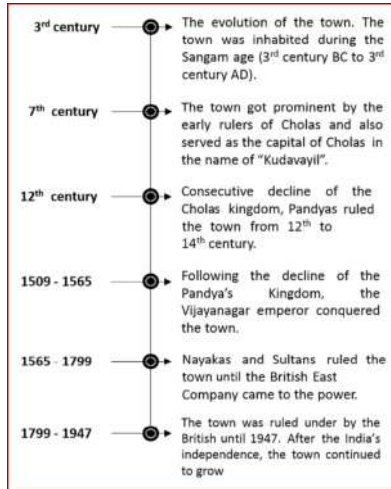 3rd century
The evolution of the town. The
town was inhabited during the
Sangam age (3rd century BC to 3rd
century AD).
7th century
The town got prominent by the
early rulers of Cholas and also
served as the capital of Cholas in
the name of “Kudavayil”.
12th century
Consecutive decline of the
Cholas kingdom, Pandyas ruled
the town from 12th to
14th century.
1509 - 1565
Following the decline of the
Pandya's Kingdom, the
Vijayanagar emperor conquered
the town.
1565 - 1799
Nayakas and Sultans ruled the
town until the British East
Company came to the power.
1799 - 1947
The town was ruled under by the
British until 1947. After the India's
independence, the town continued
to grow